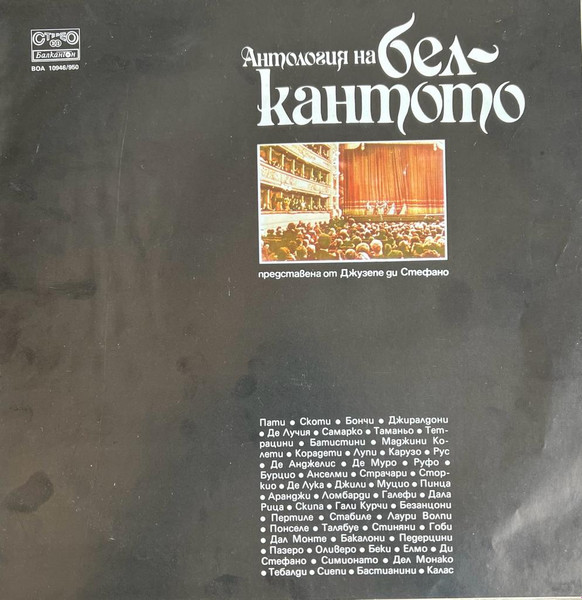 СТЕРЕО
Балкантон
ВОА 10946/950
Антология на бел-
кантото
представена от Джузепе ди Стефано
Пати • Скоти • Бончи • Джиралдони
• Де Лучия • Самарко • Таманьо • Тет-
рацини • Батистини • Маджини Ко-
лети • Корадети • Лупи • Карузо • Рус
• Де Анджелис • Де Муро • Руфо •
Бурцио • Анселми • Страчари • Стор-
кио • Де Лука • Джили • Муцио • Пинца
• Аранджи • Ломбарди • Галефи • Дала
Рица • Скипа • Гали Курчи • Безанцони
• Пертиле • Стабиле • Лаури Волпи
• Понселе • Талябуе • Стиняни • Гоби
• Дал Монте • Бакалони • Педерцини
• Пазеро • Оливеро • Беки • Елмо • Ди
Стефано • Симионато • Дел Монако
• Тебалди • Сиепи • Бастианини • Калас